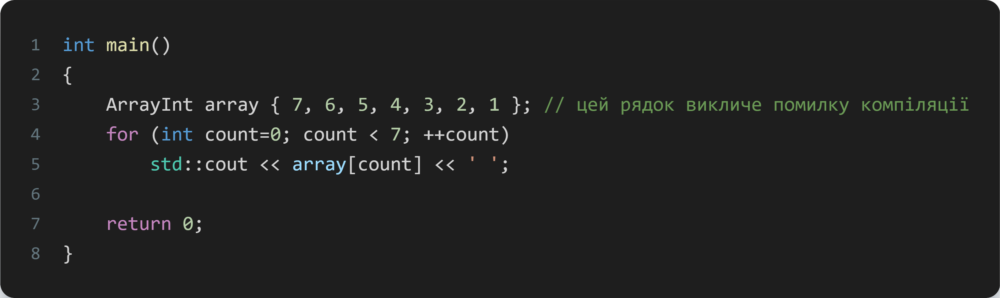 1 int main()
2 {
3     ArrayInt array { 7, 6, 5, 4, 3, 2, 1 }; // цей рядок викличе помилку компіляції
4     for (int count=0; count < 7; ++count)
5         std::cout << array[count] << ' ';
6
7     return 0;
8 }